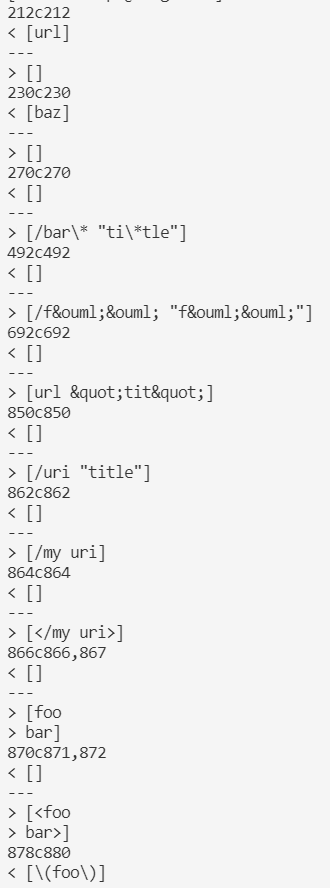 212c212
< [url]
---
> []
230c230
< [baz]
---
> []
270c270
< []
---
> [/bar\* "ti\*tle"]
492c492
< []
---
> [/f&ouml;&ouml; "f&ouml;&ouml;"]
692c692
< []
---
> [url &quot;tit&quot;]
850c850
< []
---
> [/uri "title"]
862c862
< []
---
> [/my uri]
864c864
< []
---
> [</my uri>]
866c866,867
< []
---
> [foo
> bar]
870c871,872
< []
---
> [<foo
> bar>]
878c880
< [\(foo\)]